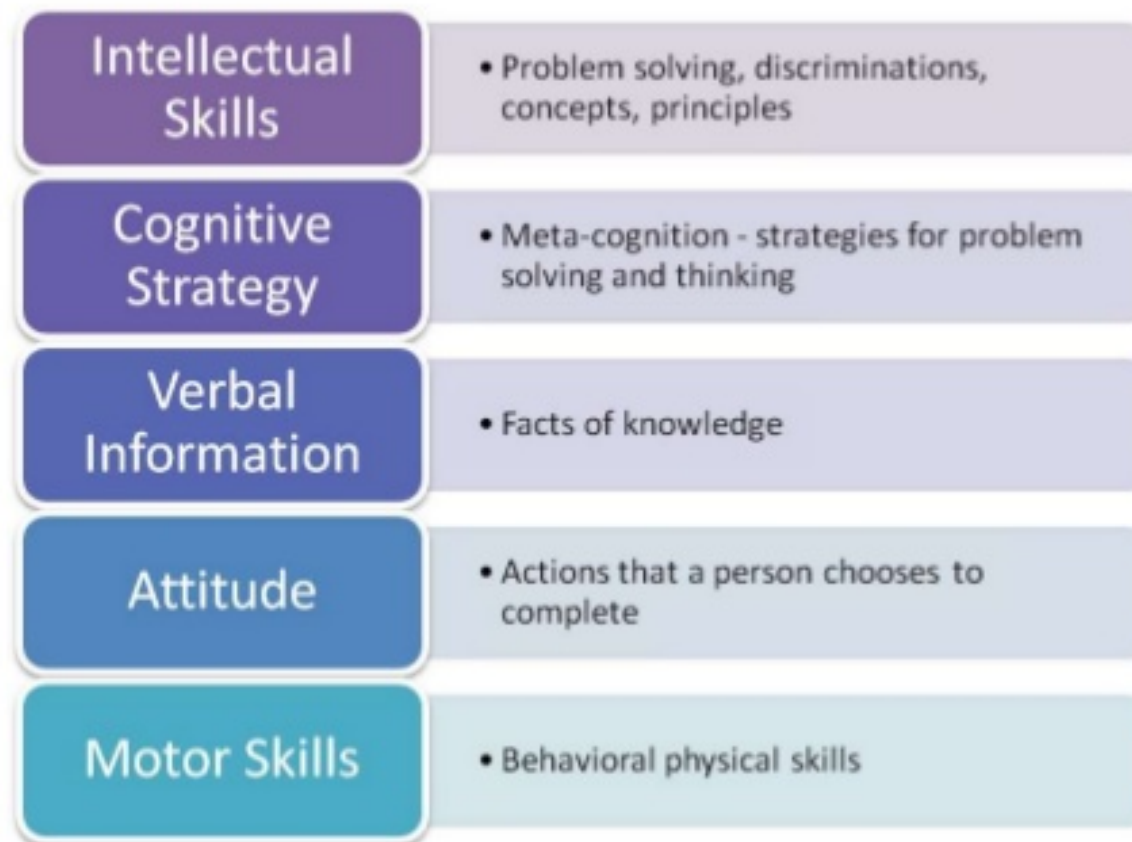 Intellectual
Skills
• Problem solving, discriminations,
concepts, principles
Cognitive
Strategy
• Meta-cognition - strategies for problem
solving and thinking
Verbal
Information
• Facts of knowledge
Attitude
• Actions that a person chooses to
complete
Motor Skills
• Behavioral physical skills